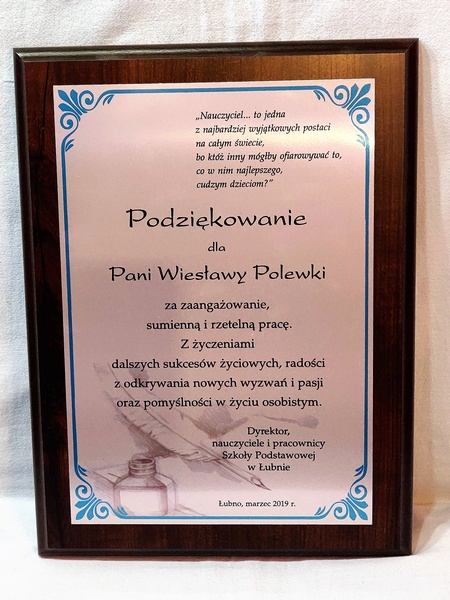 „Nauczyciel... to jedna
z najbardziej wyjątkowych postaci
na całym świecie,
bo któż inny mógłby ofiarowywać to,
co w nim najlepszego,
cudzym dzieciom?”
Podziękowanie
dla
Pani Wiesławy Polewki
za zaangażowanie,
sumienną i rzetelną pracę.
Z życzeniami
dalszych sukcesów życiowych, radości
z odkrywania nowych wyzwań i pasji
oraz pomyślności w życiu osobistym.
Dyrektor,
nauczyciele i pracownicy
Szkoły Podstawowej
w Łubnie
Łubno, marzec 2019 r.